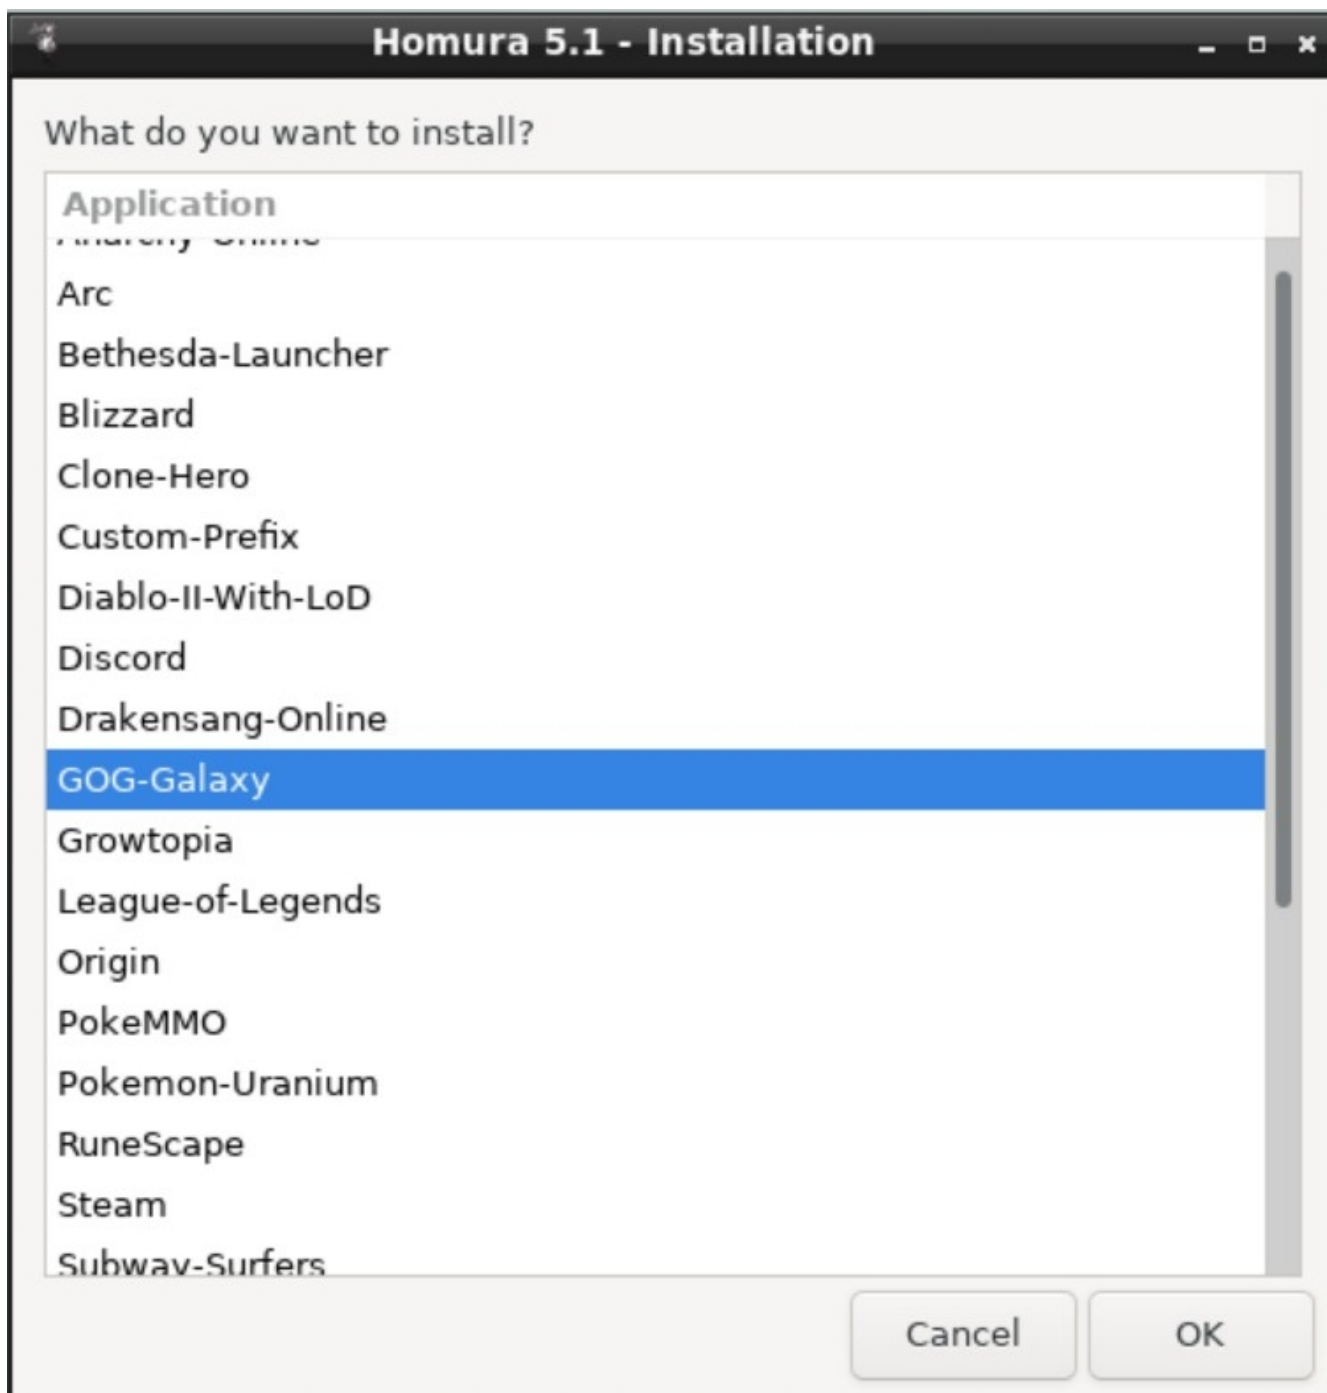 Homura 5.1 - Installation
What do you want to install?
Application
Anarchy-Online
Arc
Bethesda-Launcher
Blizzard
Clone-Hero
Custom-Prefix
Diablo-II-With-LoD
Discord
Drakensang-Online
GOG-Galaxy
Growtopia
League-of-Legends
Origin
PokeMMO
Pokemon-Uranium
RuneScape
Steam
Subway-Surfers
Cancel OK